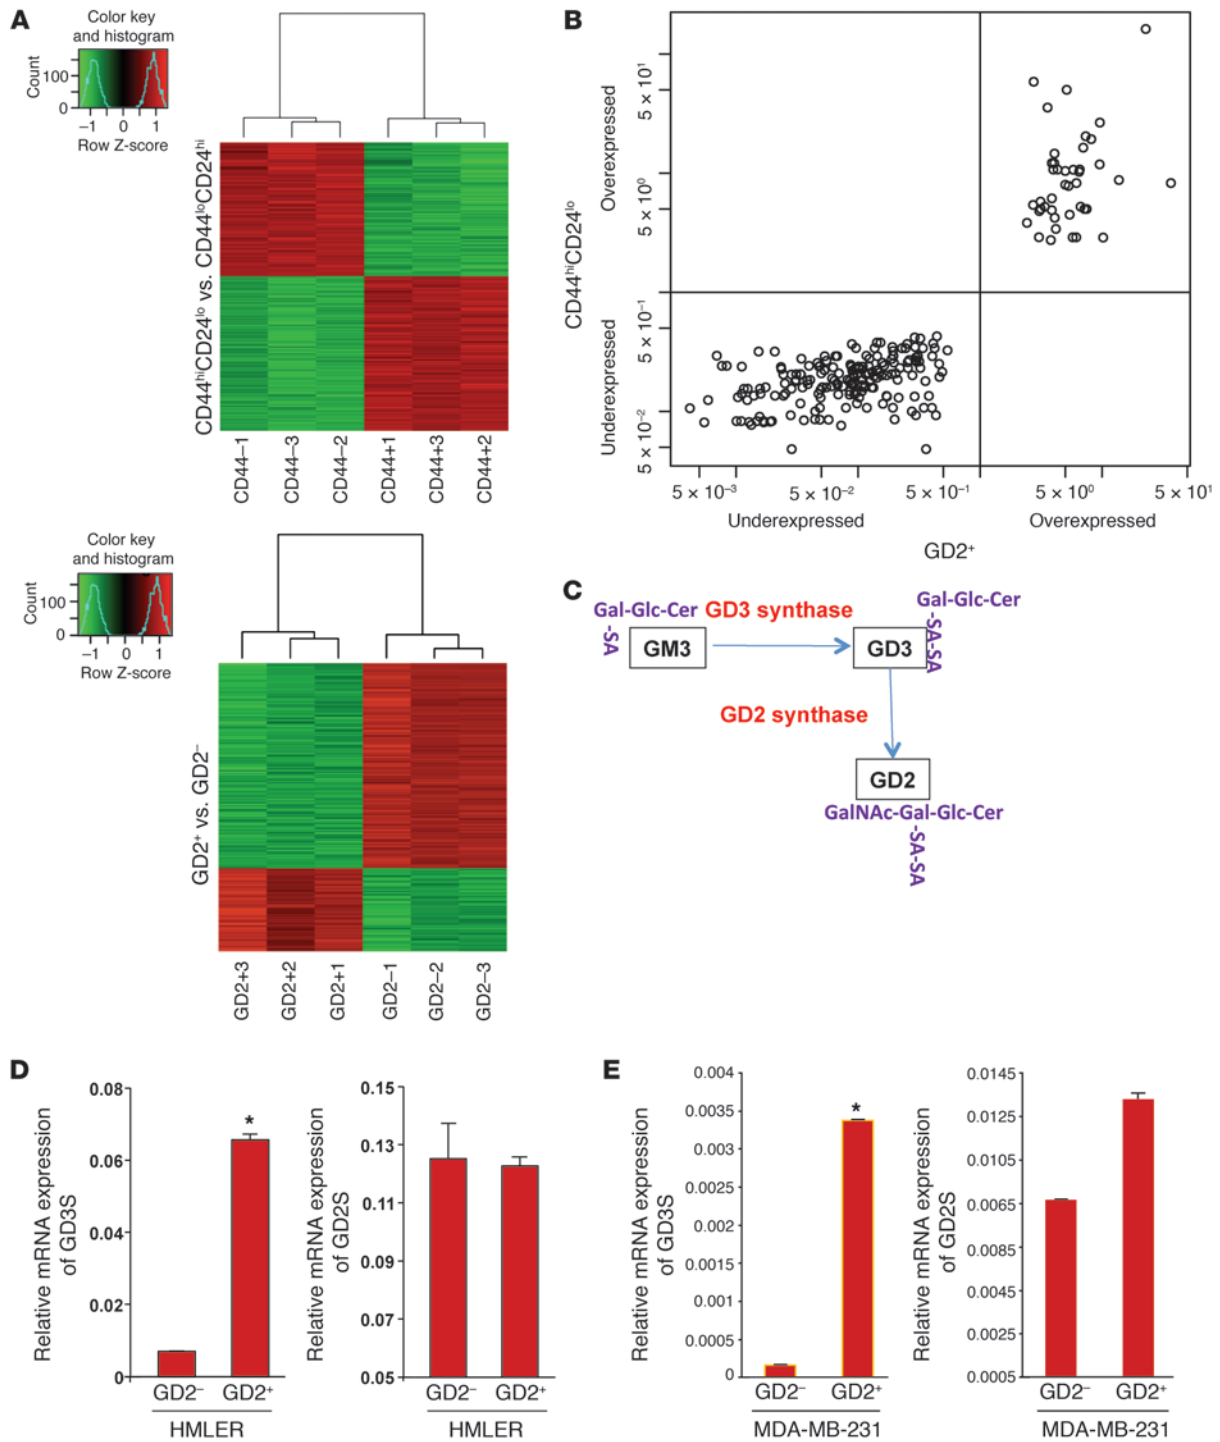 A
Color key
and histogram
Count
100
0
−1 0 1
Row Z-score
CD44hiCD24lo vs. CD44loCD24hi
CD44−1
CD44−3
CD44−2
CD44+1
CD44+3
CD44+2
Color key
and histogram
Count
100
0
−1 0 1
Row Z-score
GD2+ vs. GD2−
GD2+3
GD2+2
GD2+1
GD2−1
GD2−2
GD2−3
B
CD44hiCD24lo
Overexpressed
Underexpressed
5 × 10¹
5 × 10⁰
5 × 10⁻¹
5 × 10⁻²
5 × 10⁻³ 5 × 10⁻² 5 × 10⁻¹ 5 × 10⁰ 5 × 10¹
Underexpressed Overexpressed
GD2+
C
Gal-Glc-Cer
-SA
GM3
GD3 synthase
Gal-Glc-Cer
-SA-SA
GD3
GD2 synthase
GD2
GalNAc-Gal-Glc-Cer
-SA-SA
D
Relative mRNA expression
of GD3S
0.08
0.06
0.04
0.02
0
*
GD2− GD2+
HMLER
Relative mRNA expression
of GD2S
0.15
0.13
0.11
0.09
0.07
0.05
GD2− GD2+
HMLER
E
Relative mRNA expression
of GD3S
0.004
0.0035
0.003
0.0025
0.002
0.0015
0.001
0.0005
0
*
GD2− GD2+
MDA-MB-231
Relative mRNA expression
of GD2S
0.0145
0.0125
0.0105
0.0065
0.0085
0.0045
0.0025
0.0005
GD2− GD2+
MDA-MB-231